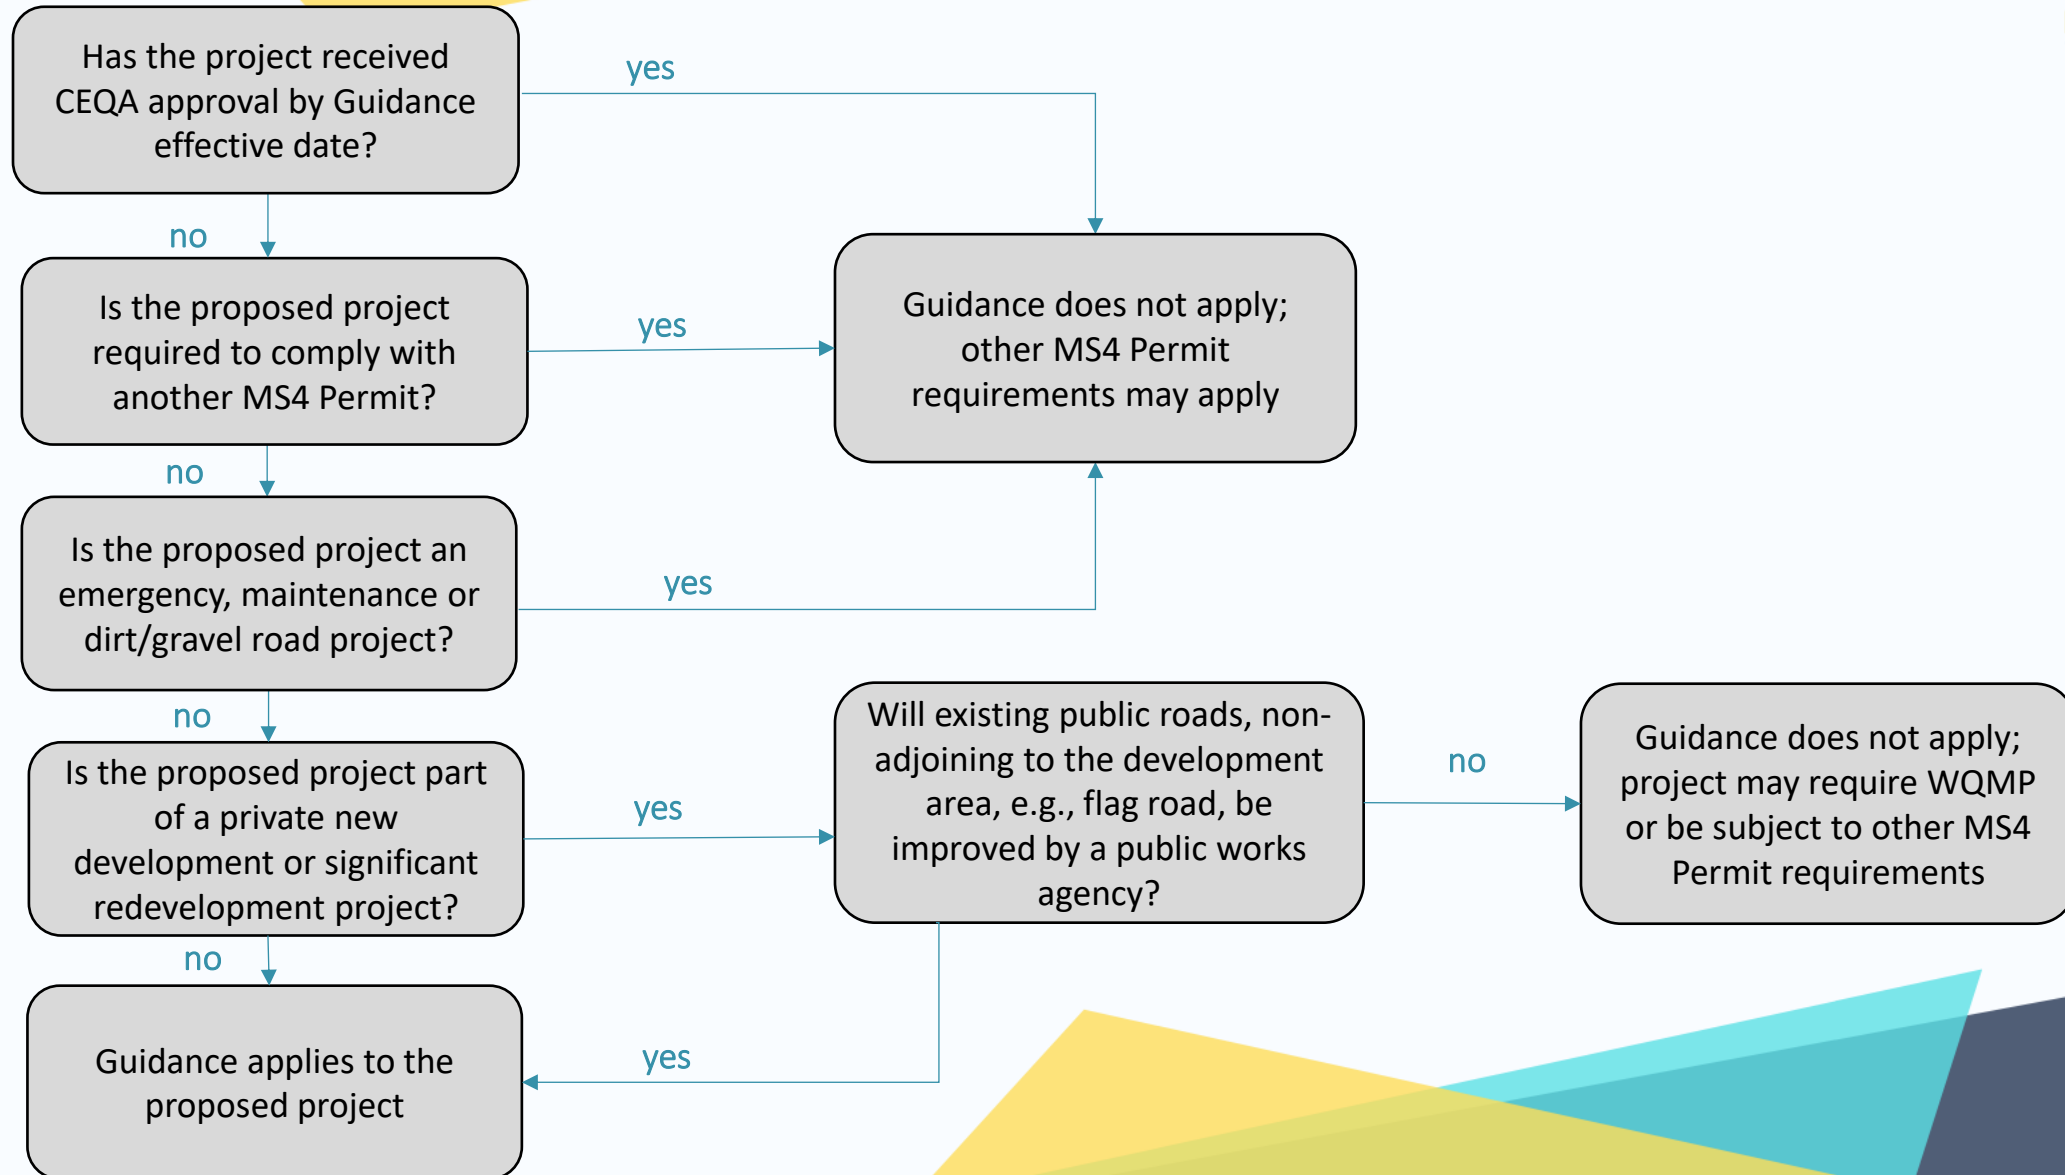 Has the project received
CEQA approval by Guidance
effective date?
yes
no
Is the proposed project
required to comply with
another MS4 Permit?
yes
Guidance does not apply;
other MS4 Permit
requirements may apply
no
Is the proposed project an
emergency, maintenance or
dirt/gravel road project?
yes
no
Is the proposed project part
of a private new
development or significant
redevelopment project?
yes
Will existing public roads, non-
adjoining to the development
area, e.g., flag road, be
improved by a public works
agency?
no
Guidance does not apply;
project may require WQMP
or be subject to other MS4
Permit requirements
no
yes
Guidance applies to the
proposed project